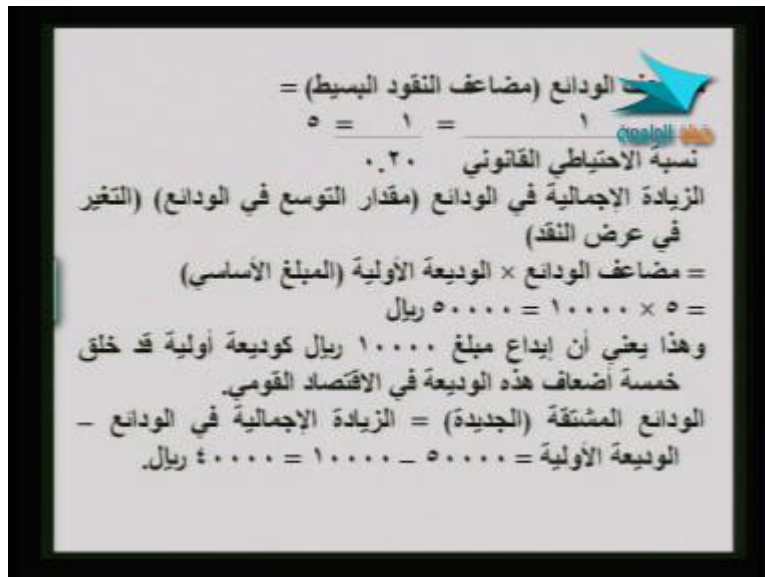 الودائع (مضاعف النقود البسيط) =
١ = ١ = ٥
نسبة الاحتياطي القانوني ٠.٢٠
الزيادة الإجمالية في الودائع (مقدار التوسع في الودائع) (التغير
في عرض النقد)
= مضاعف الودائع × الوديعة الأولية (المبلغ الأساسي)
= ٥ × ١٠٠٠٠ = ٥٠٠٠٠ ريال
وهذا يعني أن إيداع مبلغ ١٠٠٠٠ ريال كوديعة أولية قد خلق
خمسة أضعاف هذه الوديعة في الاقتصاد القومي.
الودائع المشتقة (الجديدة) = الزيادة الإجمالية في الودائع –
الوديعة الأولية = ٥٠٠٠٠ – ١٠٠٠٠ = ٤٠٠٠٠ ريال.